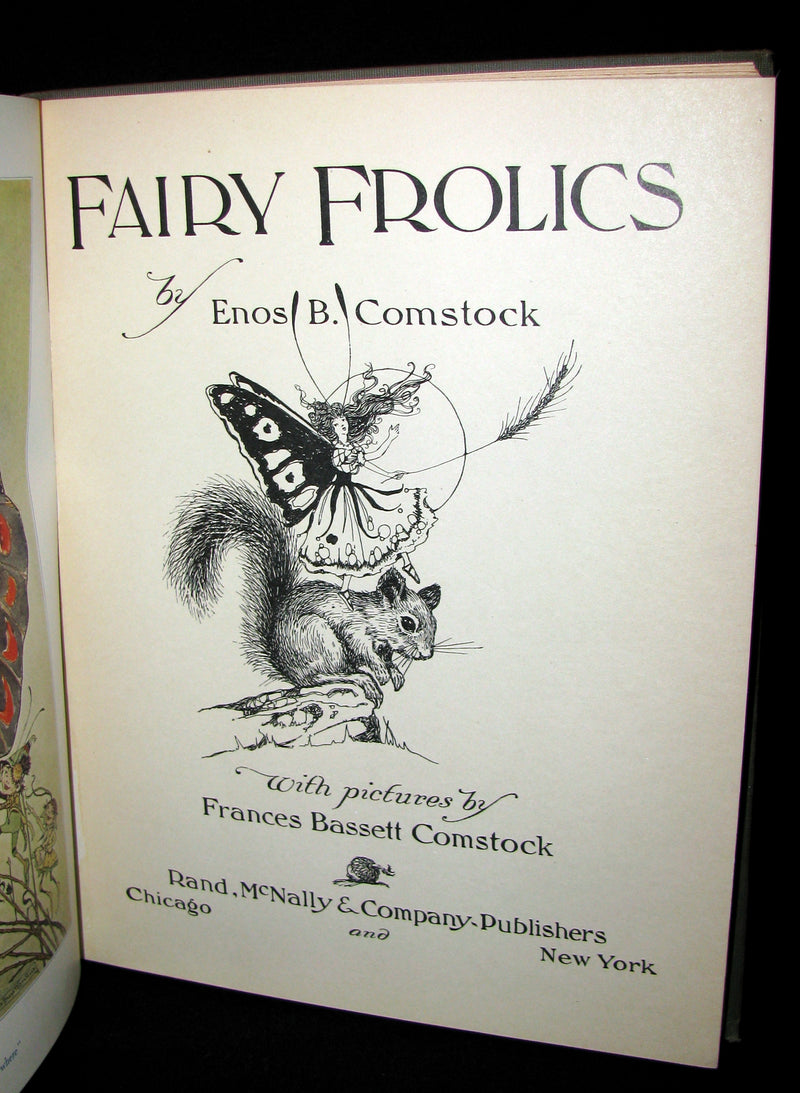 FAIRY FROLICS
by
Enos B. Comstock
With pictures by
Frances Bassett Comstock
Rand, McNally & Company-Publishers
Chicago
and
New York
where"